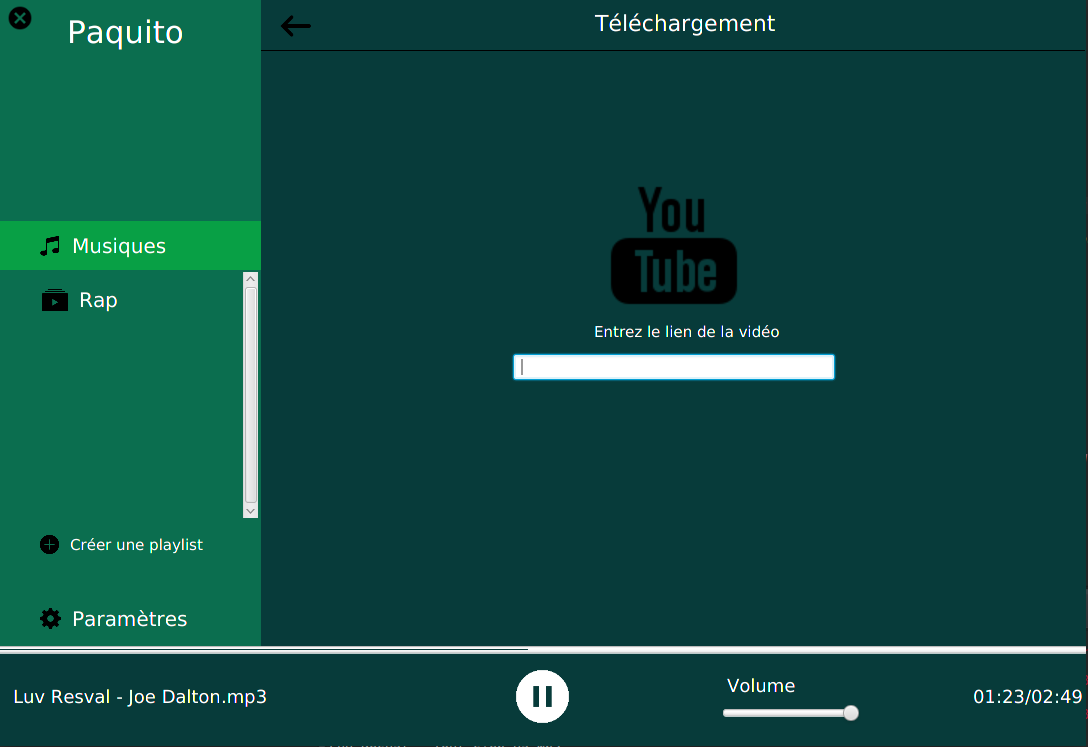 Paquito
Téléchargement
Musiques
Rap
You
Tube
Entrez le lien de la vidéo
Créer une playlist
Paramètres
Luv Resval - Joe Dalton.mp3
Volume
01:23/02:49